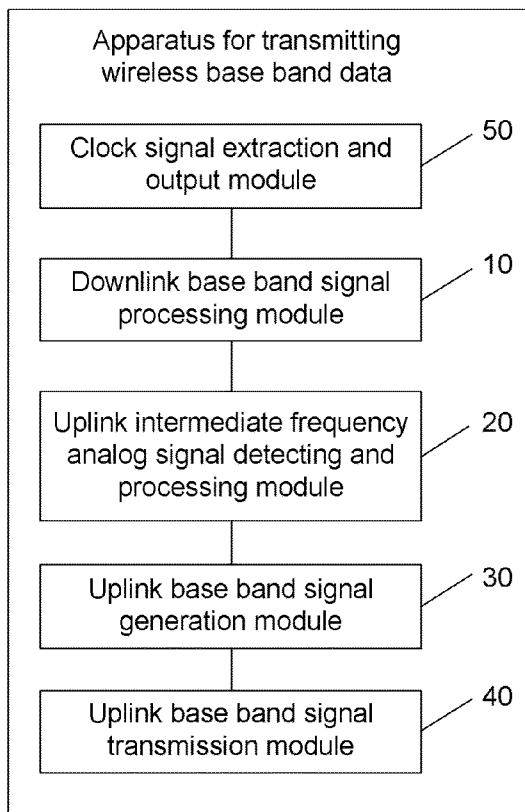 Apparatus for transmitting
wireless base band data
Clock signal extraction and
output module
50
Downlink base band signal
processing module
10
Uplink intermediate frequency
analog signal detecting and
processing module
20
Uplink base band signal
generation module
30
Uplink base band signal
transmission module
40